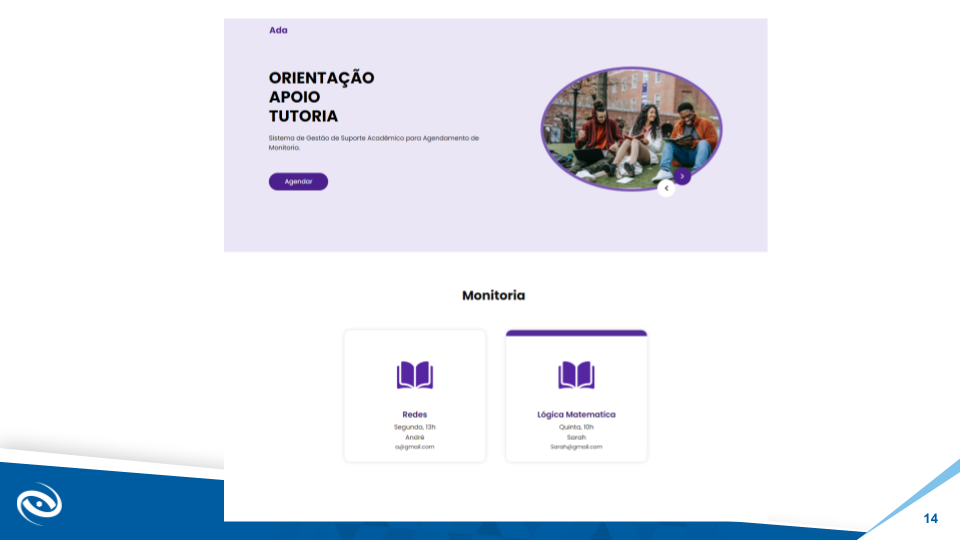 Ada
ORIENTAÇÃO
APOIO
TUTORIA
Sistema de Gestão de Suporte Acadêmico para Agendamento de
Monitoria.
Agendar
Monitoria
Redes
Segunda, 13h
André
a@gmail.com
Lógica Matematica
Quinta, 10h
Sarah
Sarah@gmail.com
14